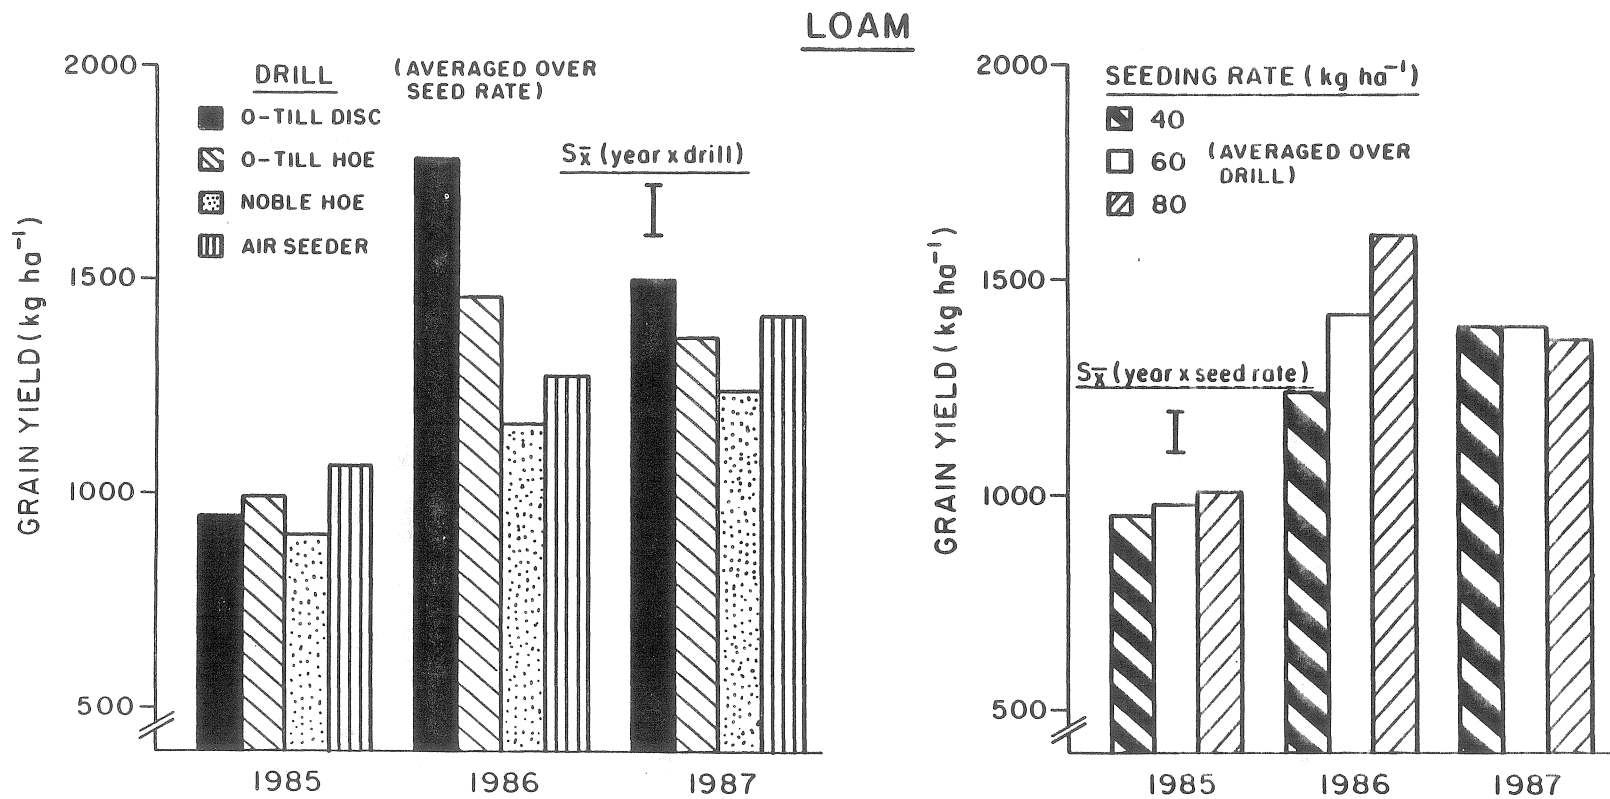 LOAM
2000
1500
1000
500
GRAIN YIELD (kg ha⁻¹)
DRILL
(AVERAGED OVER
SEED RATE)
O-TILL DISC
O-TILL HOE
NOBLE HOE
AIR SEEDER
Sx̄ (year x drill)
1985
1986
1987
2000
1500
1000
500
GRAIN YIELD (kg ha⁻¹)
SEEDING RATE (kg ha⁻¹)
40
60
80
(AVERAGED OVER
DRILL)
Sx̄ (year x seed rate)
1985
1986
1987